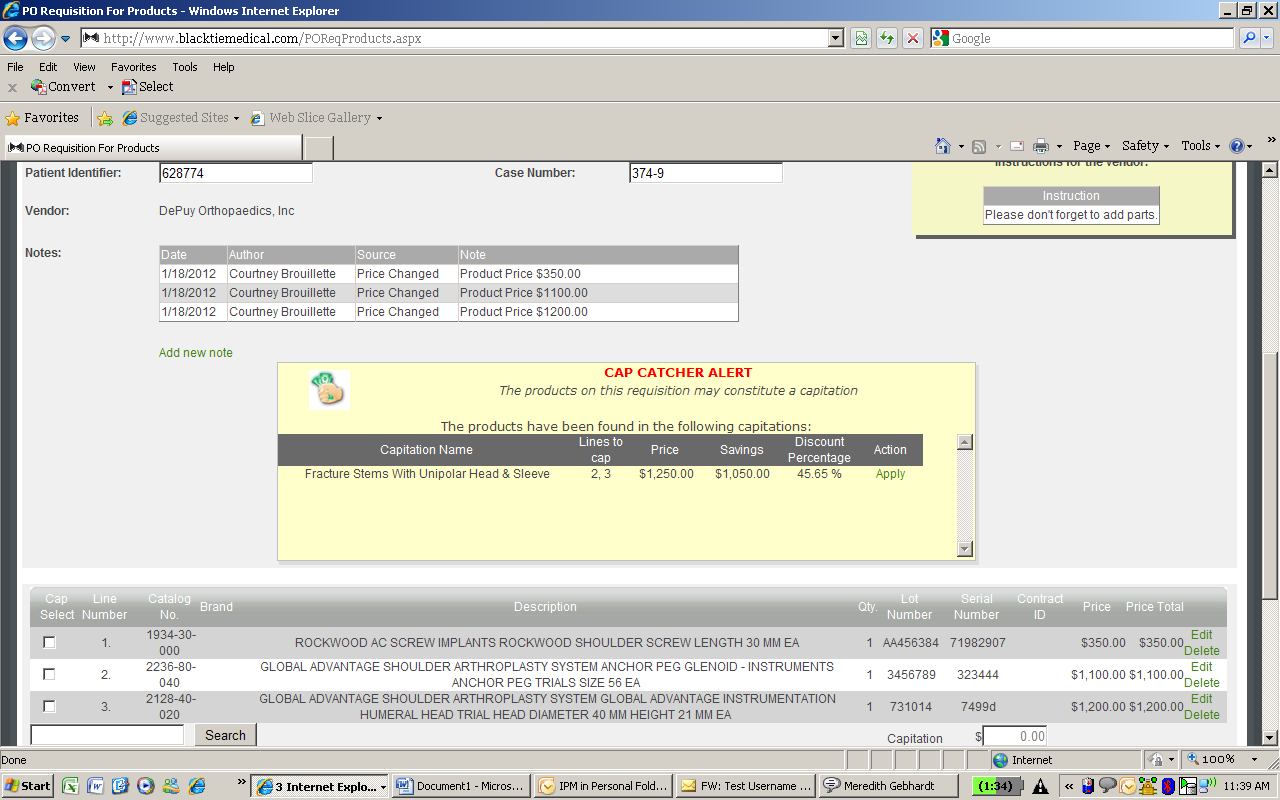 PO Requisition For Products - Windows Internet Explorer
http://www.blacktiemedical.com/POReqProducts.aspx
Google
File Edit View Favorites Tools Help
x Convert Select
Favorites Suggested Sites Web Slice Gallery
PO Requisition For Products
Page Safety Tools
Patient Identifier: 628774 Case Number: 374-9
Instructions for the vendor:
Instruction
Please don't forget to add parts.
Vendor: DePuy Orthopaedics, Inc
Notes:
Date Author Source Note
1/18/2012 Courtney Brouillette Price Changed Product Price $350.00
1/18/2012 Courtney Brouillette Price Changed Product Price $1100.00
1/18/2012 Courtney Brouillette Price Changed Product Price $1200.00
Add new note
CAP CATCHER ALERT
The products on this requisition may constitute a capitation
The products have been found in the following capitations:
Capitation Name Lines to cap Price Savings Discount Percentage Action
Fracture Stems With Unipolar Head & Sleeve 2, 3 $1,250.00 $1,050.00 45.65 % Apply
Cap Select Line Number Catalog No. Brand Description Qty. Lot Number Serial Number Contract ID Price Price Total
1. 1934-30-000 ROCKWOOD AC SCREW IMPLANTS ROCKWOOD SHOULDER SCREW LENGTH 30 MM EA 1 AA456384 71982907 $350.00 $350.00 Edit Delete
2. 2236-80-040 GLOBAL ADVANTAGE SHOULDER ARTHROPLASTY SYSTEM ANCHOR PEG GLENOID - INSTRUMENTS ANCHOR PEG TRIALS SIZE 56 EA 1 3456789 323444 $1,100.00 $1,100.00 Edit Delete
3. 2128-40-020 GLOBAL ADVANTAGE SHOULDER ARTHROPLASTY SYSTEM GLOBAL ADVANTAGE INSTRUMENTATION HUMERAL HEAD TRIAL HEAD DIAMETER 40 MM HEIGHT 21 MM EA 1 731014 7499d $1,200.00 $1,200.00 Edit Delete
Search Capitation $ 0.00
Done Internet 100%
Start » 3 Internet Explo... Document1 - Micros... IPM in Personal Fold... FW: Test Username ... Meredith Gebhardt (1:34) « 11:39 AM